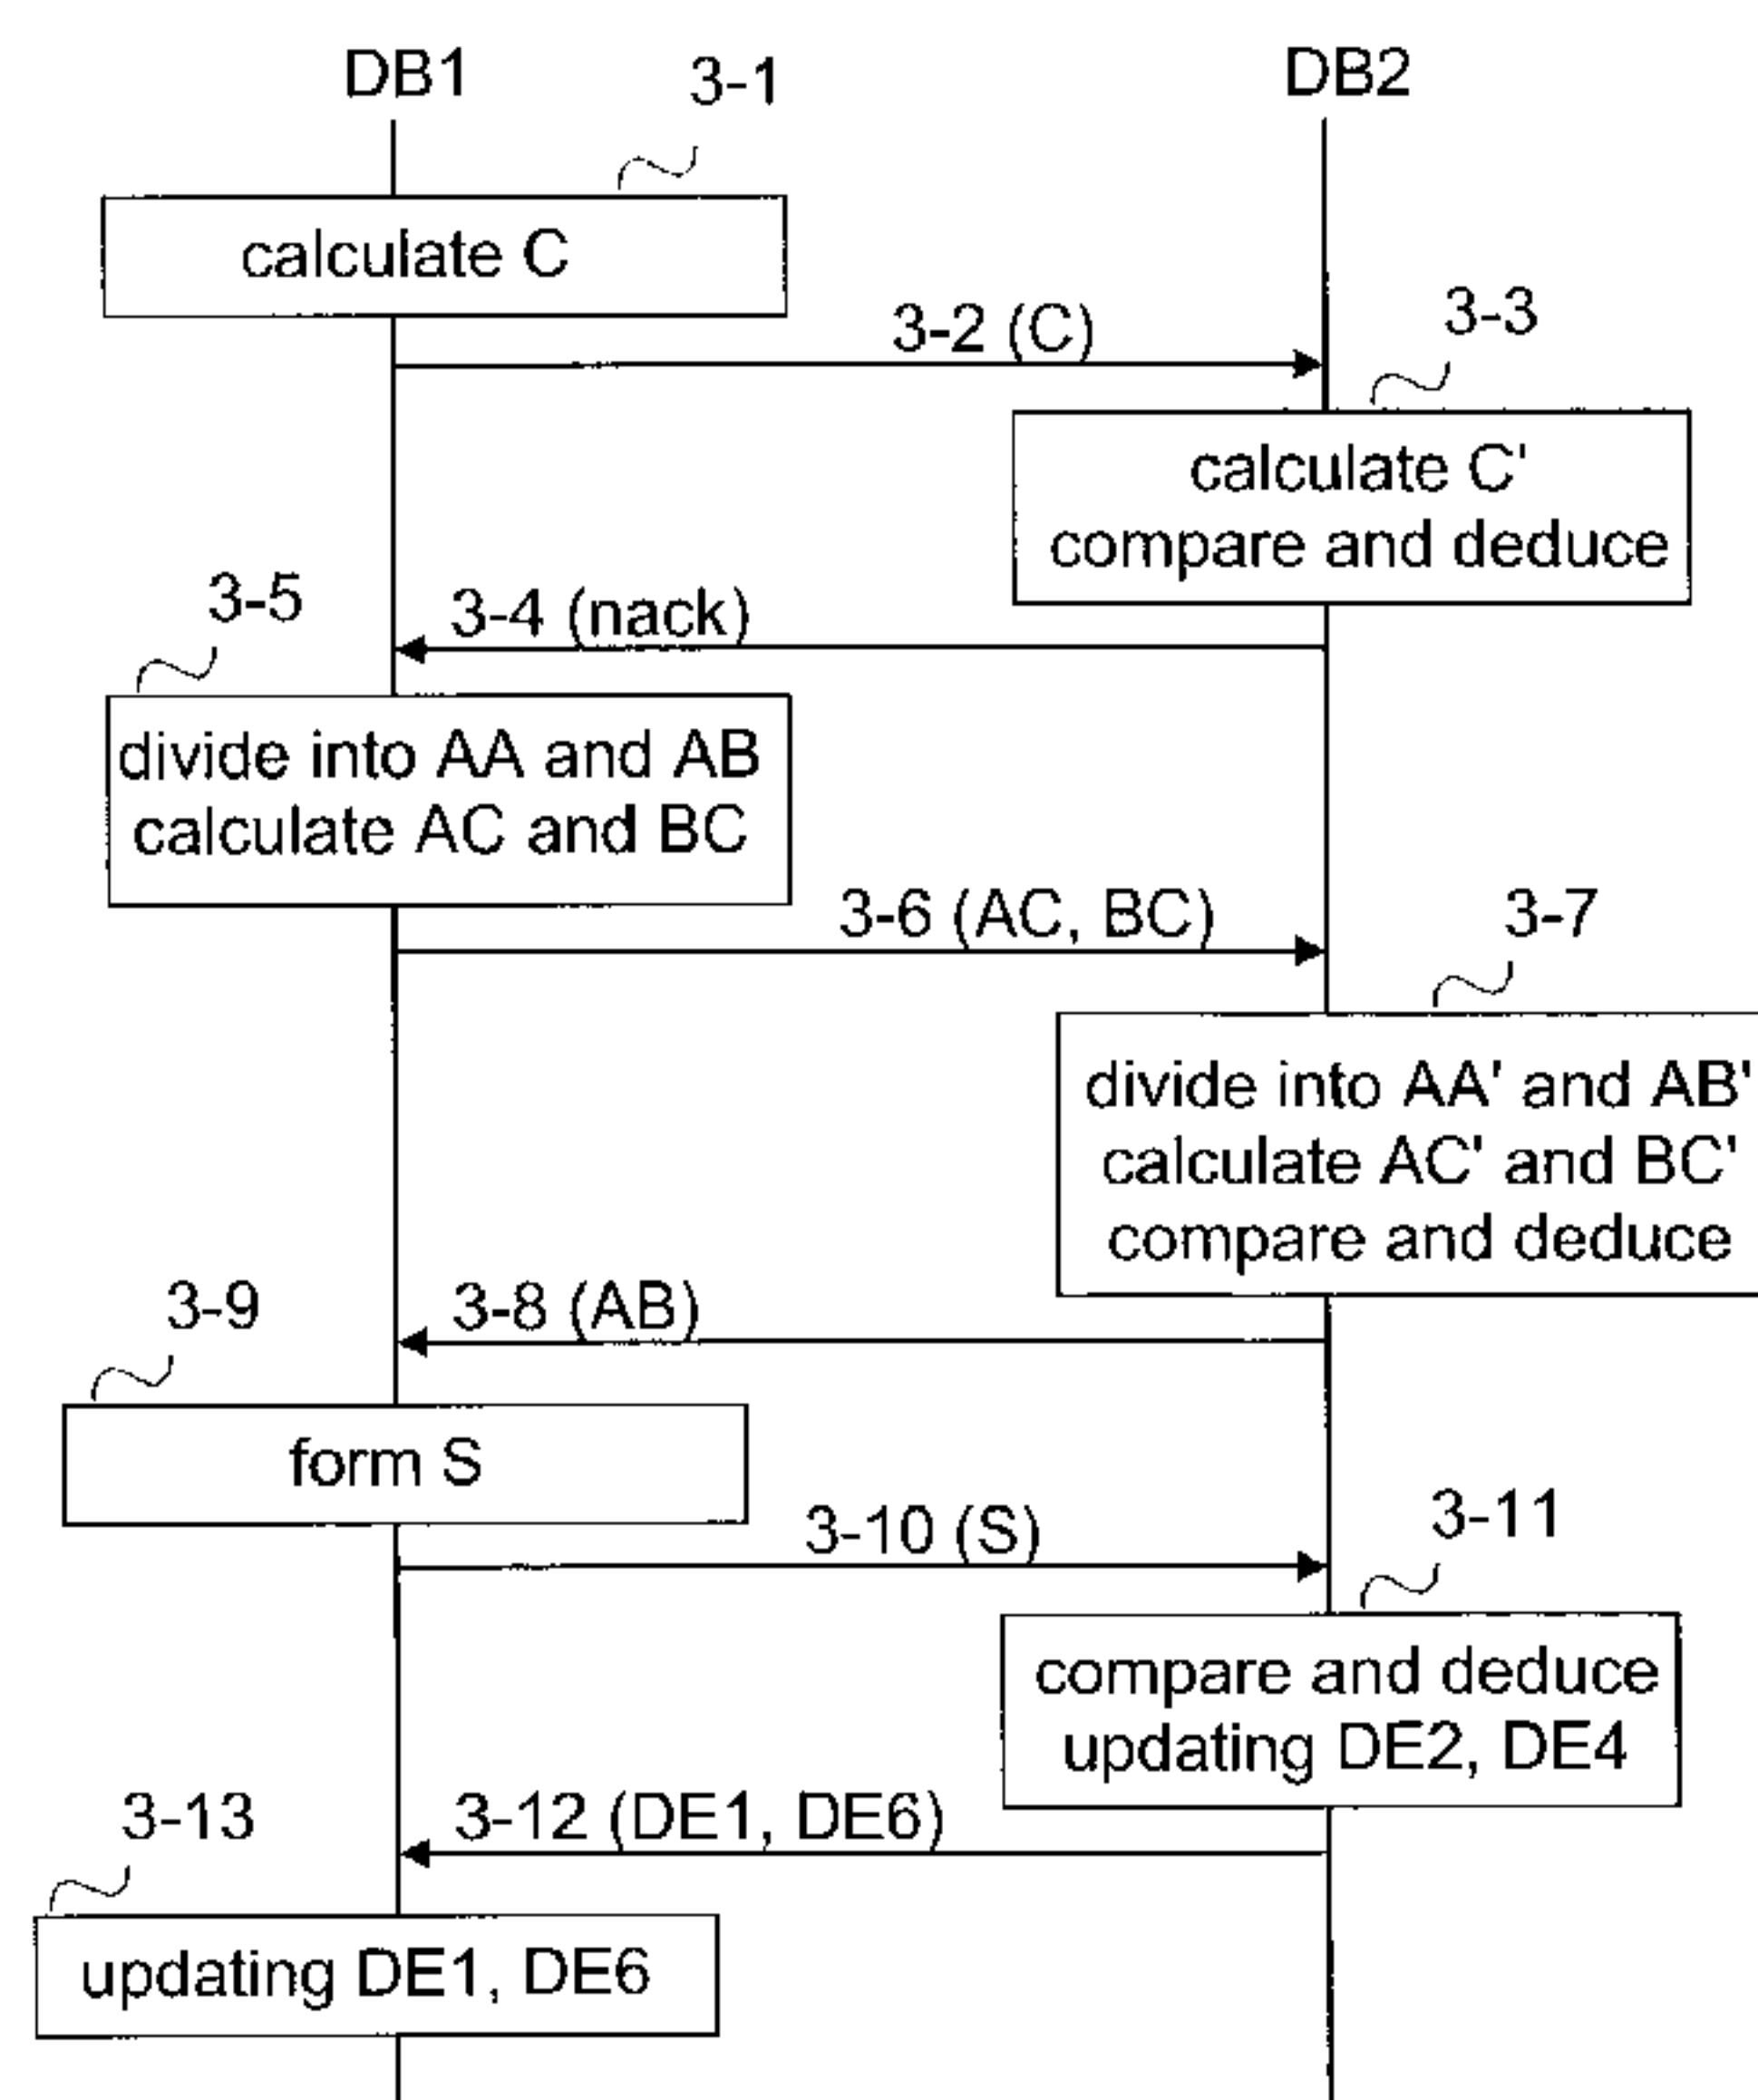 DB1
DB2
3-1
calculate C
3-2 (C)
3-3
calculate C'
compare and deduce
3-4 (nack)
3-5
divide into AA and AB
calculate AC and BC
3-6 (AC, BC)
3-7
divide into AA' and AB'
calculate AC' and BC'
compare and deduce
3-8 (AB)
3-9
form S
3-10 (S)
3-11
compare and deduce
updating DE2, DE4
3-12 (DE1, DE6)
3-13
updating DE1, DE6